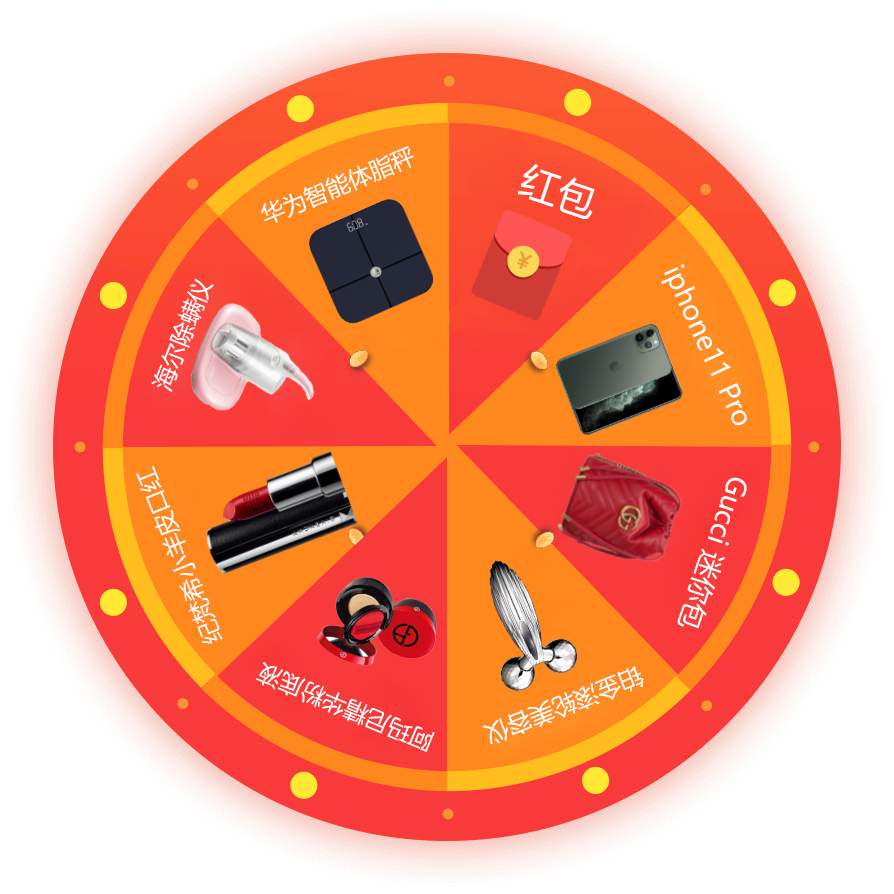 红包
iphone11 Pro
Gucci 迷你包
铂金滚轮美容仪
阿玛尼精华粉底液
纪梵希小羊皮口红
海尔除螨仪
华为智能体脂秤